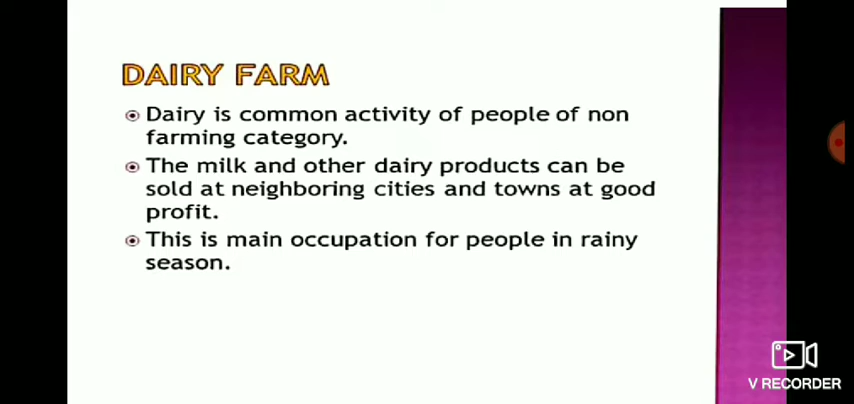 DAIRY FARM
Dairy is common activity of people of non
farming category.
The milk and other dairy products can be
sold at neighboring cities and towns at good
profit.
This is main occupation for people in rainy
season.
V RECORDER